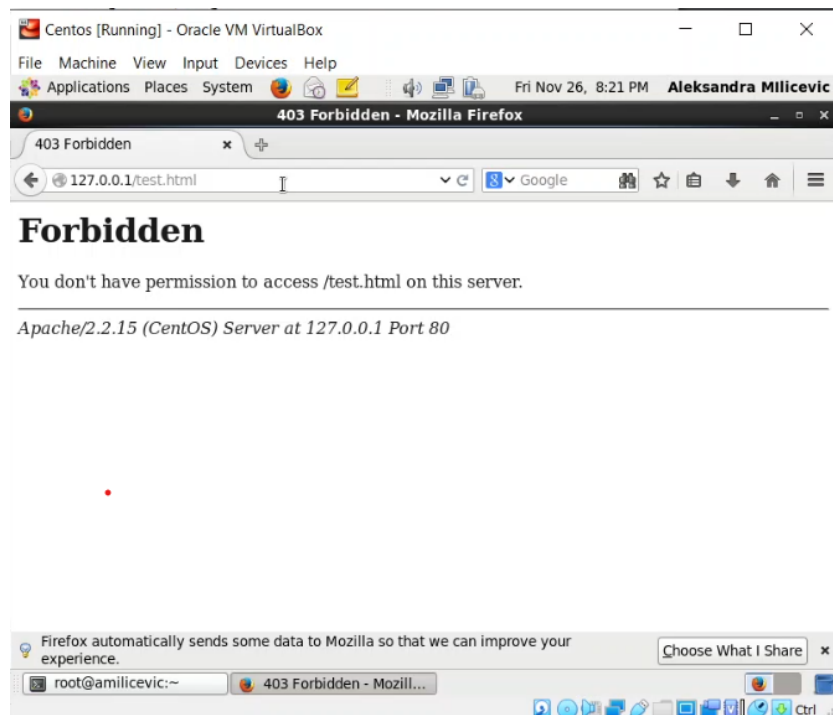 Centos [Running] - Oracle VM VirtualBox
File Machine View Input Devices Help
Applications Places System Fri Nov 26, 8:21 PM Aleksandra MIlicevic
403 Forbidden - Mozilla Firefox
403 Forbidden
127.0.0.1/test.html Google
Forbidden
You don't have permission to access /test.html on this server.
Apache/2.2.15 (CentOS) Server at 127.0.0.1 Port 80
Firefox automatically sends some data to Mozilla so that we can improve your
experience.
Choose What I Share
root@amilicevic:~ 403 Forbidden - Mozill...
Ctrl